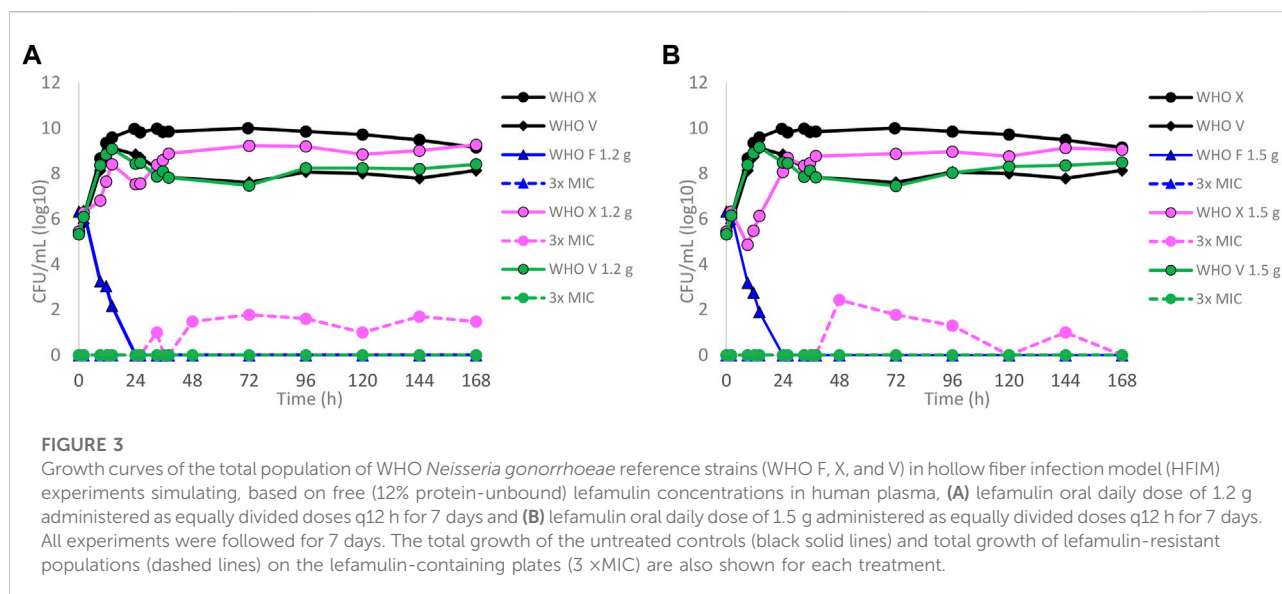 A
12
10
8
6
4
2
0
CFU/mL (log10)
0 24 48 72 96 120 144 168
Time (h)
WHO X
WHO V
WHO F 1.2 g
3x MIC
WHO X 1.2 g
3x MIC
WHO V 1.2 g
3x MIC
B
12
10
8
6
4
2
0
CFU/mL (log10)
0 24 48 72 96 120 144 168
Time (h)
WHO X
WHO V
WHO F 1.5 g
3x MIC
WHO X 1.5 g
3x MIC
WHO V 1.5 g
3x MIC
FIGURE 3
Growth curves of the total population of WHO Neisseria gonorrhoeae reference strains (WHO F, X, and V) in hollow fiber infection model (HFIM)
experiments simulating, based on free (12% protein-unbound) lefamulin concentrations in human plasma, (A) lefamulin oral daily dose of 1.2 g
administered as equally divided doses q12 h for 7 days and (B) lefamulin oral daily dose of 1.5 g administered as equally divided doses q12 h for 7 days.
All experiments were followed for 7 days. The total growth of the untreated controls (black solid lines) and total growth of lefamulin-resistant
populations (dashed lines) on the lefamulin-containing plates (3 ×MIC) are also shown for each treatment.